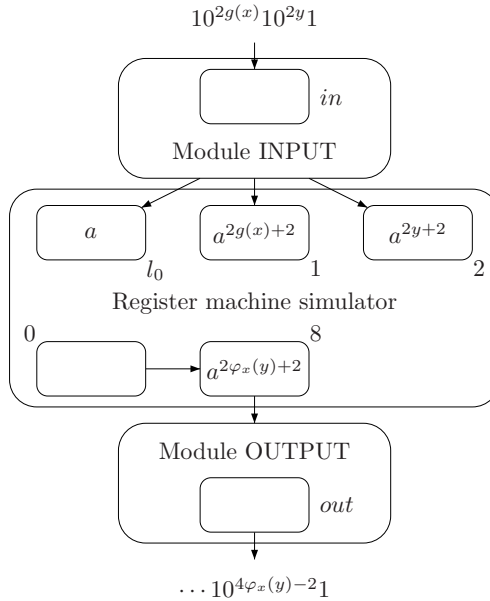 10^{2g(x)}10^{2y}1
in
Module INPUT
a a^{2g(x)+2} a^{2y+2}
l_0 1 2
Register machine simulator
0 8
a^{2φ_x(y)+2}
Module OUTPUT
out
⋯10^{4φ_x(y)−2}1